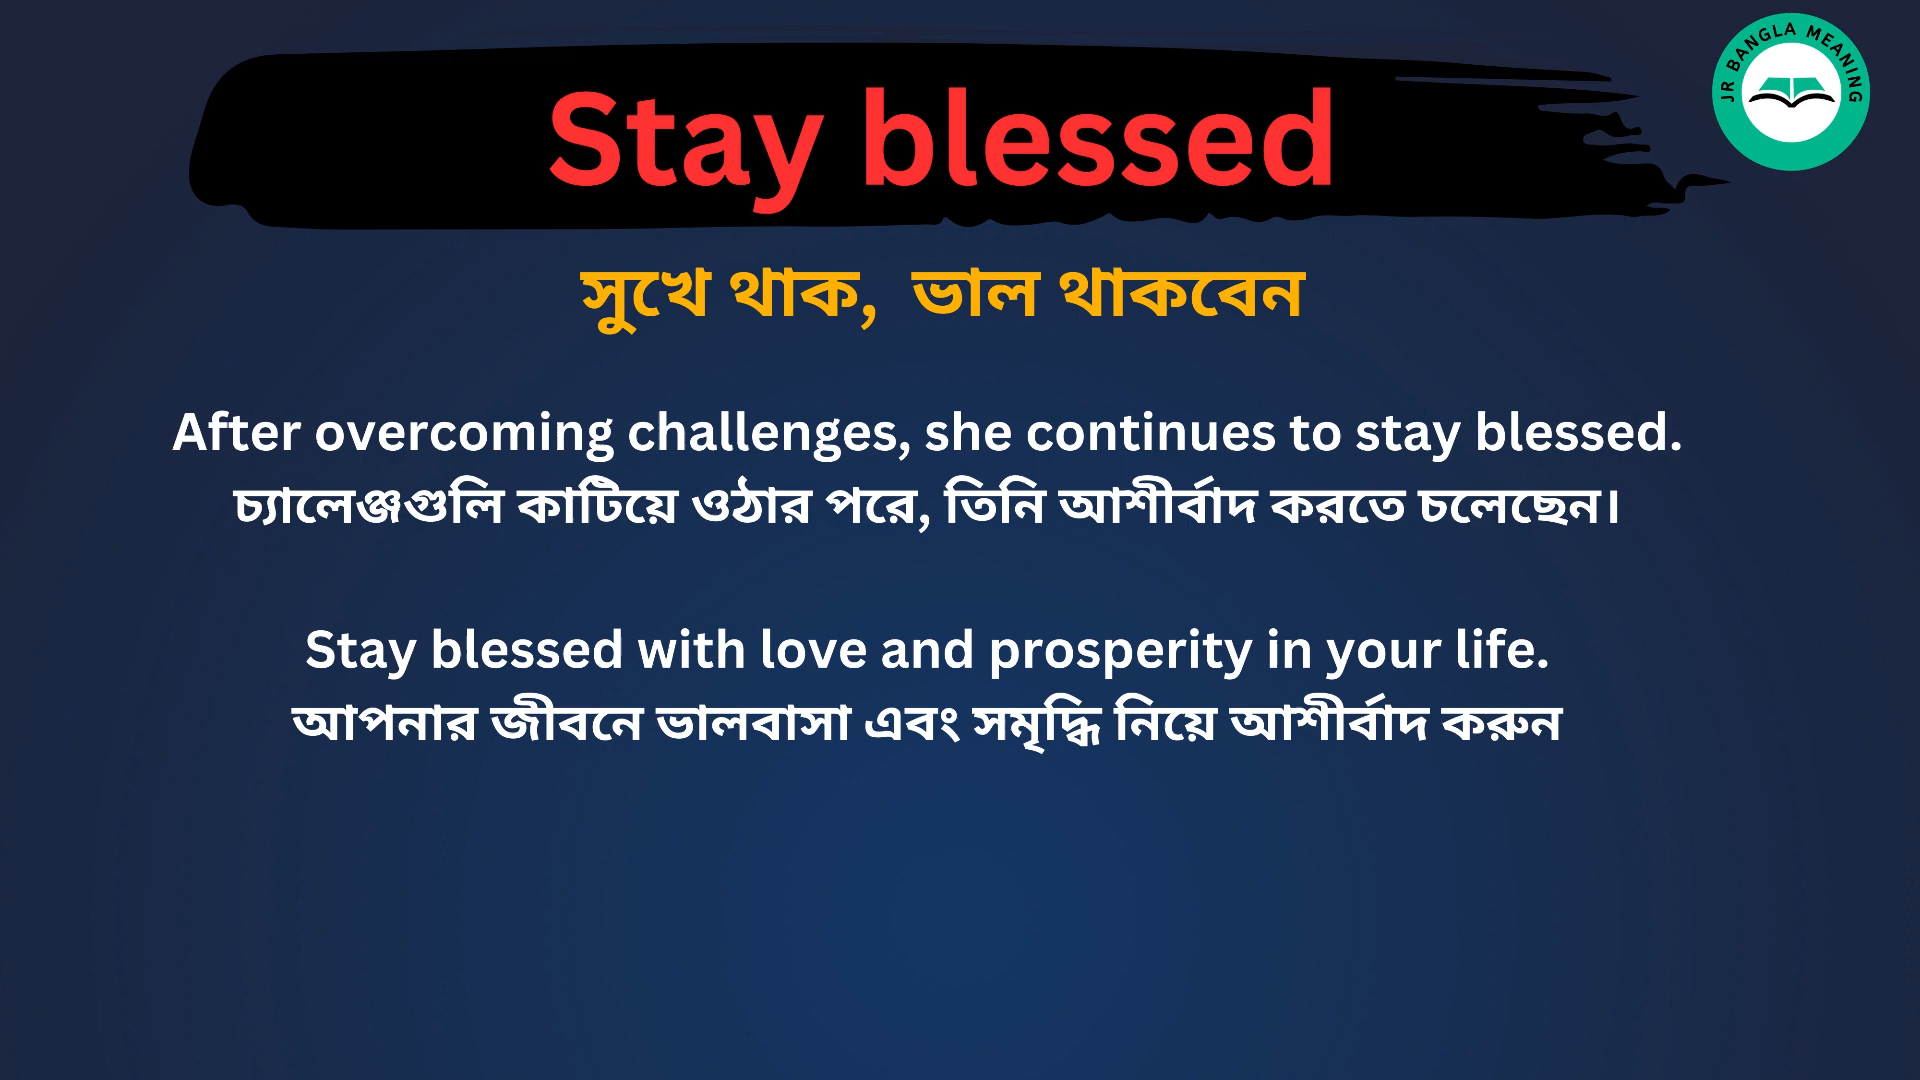 JR BANGLA MEANING
Stay blessed
সুখে থাক, ভাল থাকবেন
After overcoming challenges, she continues to stay blessed.
চ্যালেঞ্জগুলি কাটিয়ে ওঠার পরে, তিনি আশীর্বাদ করতে চলেছেন।
Stay blessed with love and prosperity in your life.
আপনার জীবনে ভালবাসা এবং সমৃদ্ধি নিয়ে আশীর্বাদ করুন